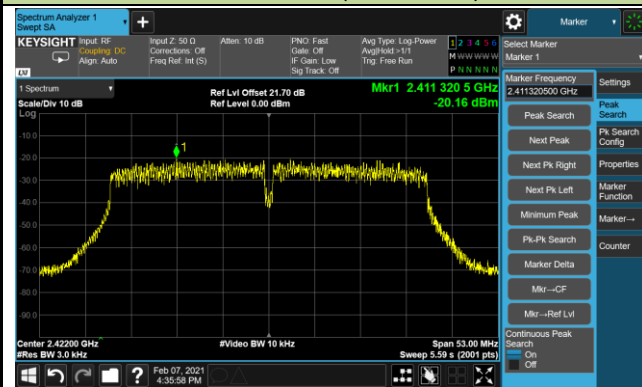 Spectrum Analyzer 1
Swept SA
Marker
KEYSIGHT
Input: RF
Coupling: DC
Align: Auto
Input Z: 50 Ω
Corrections: Off
Freq Ref: Int (S)
Atten: 10 dB
PNO: Fast
Gate: Off
IF Gain: Low
Sig Track: Off
Avg Type: Log-Power
Avg|Hold:>1/1
Trig: Free Run
1 2 3 4 5 6
M W W W W W
P N N N N N
LXI
Select Marker
Marker 1
1 Spectrum
Scale/Div 10 dB
Log
Ref Lvl Offset 21.70 dB
Ref Level 0.00 dBm
Mkr1 2.411 320 5 GHz
-20.16 dBm
Marker Frequency
2.411320500 GHz
Peak Search
Next Peak
Next Pk Right
Next Pk Left
Minimum Peak
Pk-Pk Search
Marker Delta
Mkr→CF
Mkr→Ref Lvl
Continuous Peak
Search
On
Off
Settings
Peak
Search
Pk Search
Config
Properties
Marker
Function
Marker→
Counter
1
-10.0
-20.0
-30.0
-40.0
-50.0
-60.0
-70.0
-80.0
-90.0
Center 2.42200 GHz
#Res BW 3.0 kHz
#Video BW 10 kHz
Span 53.00 MHz
Sweep 5.59 s (2001 pts)
Feb 07, 2021
4:35:58 PM